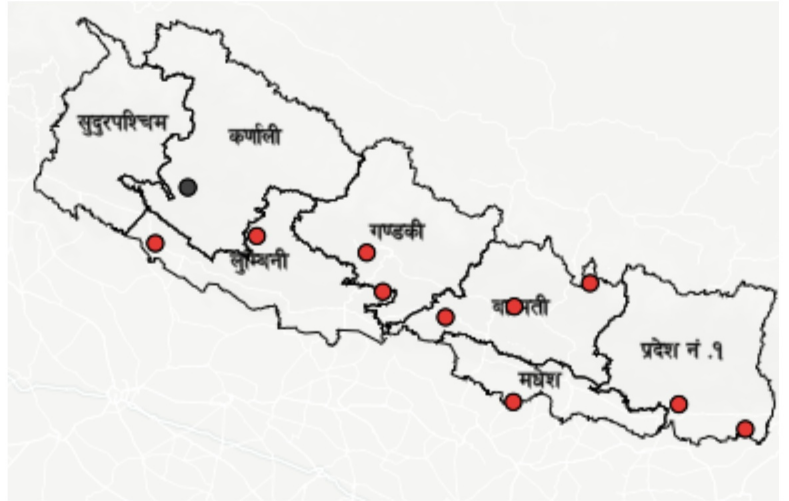 सुदुरपश्चिम
कर्णाली
गण्डकी
लुम्बिनी
प्रदेश नं .१
मधेश